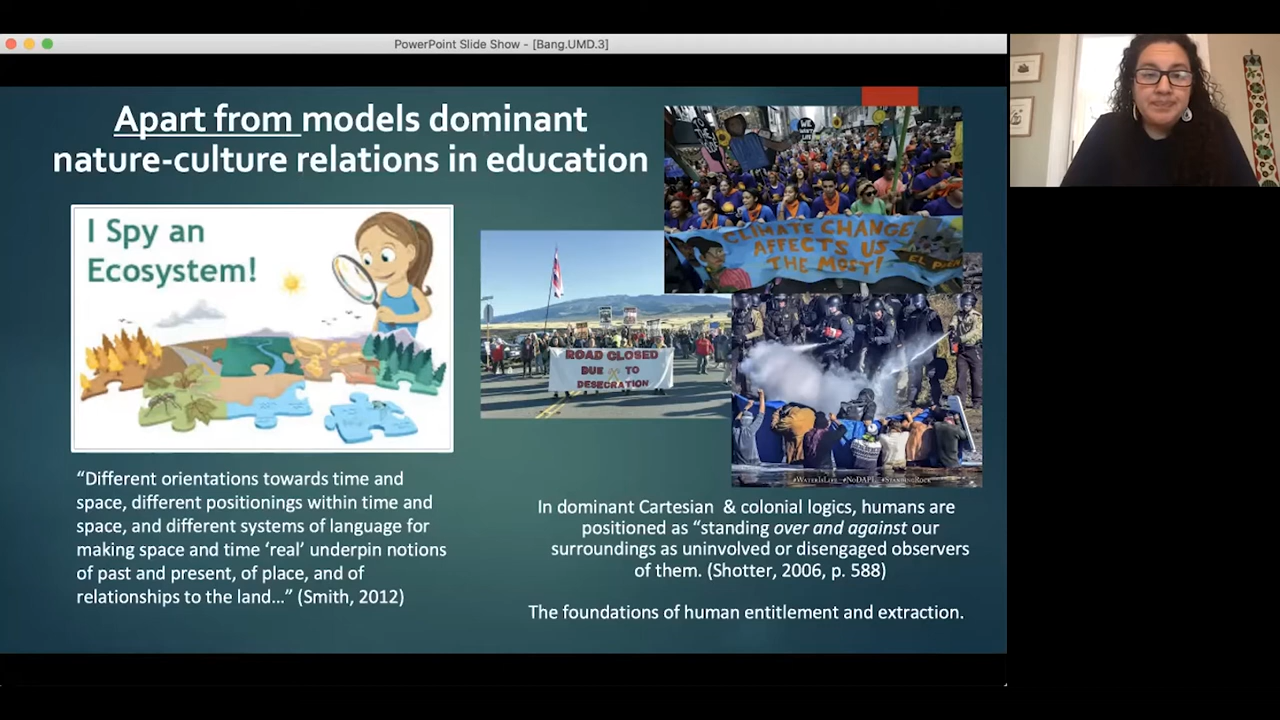 PowerPoint Slide Show - [Bang.UMD.3]
Apart from models dominant
nature-culture relations in education
I Spy an
Ecosystem!
WE
WANT
CLIMATE CHANGE
AFFECTS US
THE MOST!
EL
ROAD CLOSED
DUE TO
DESECRATION
#WATERISLIFE #NODAPL #STANDINGROCK
“Different orientations towards time and
space, different positionings within time and
space, and different systems of language for
making space and time ‘real’ underpin notions
of past and present, of place, and of
relationships to the land…” (Smith, 2012)
In dominant Cartesian & colonial logics, humans are
positioned as “standing over and against our
surroundings as uninvolved or disengaged observers
of them. (Shotter, 2006, p. 588)
The foundations of human entitlement and extraction.